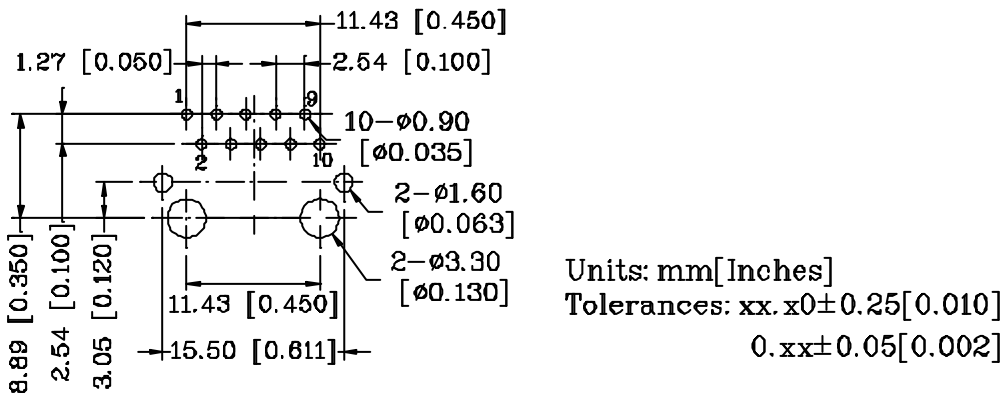 11.43 [0.450]
1.27 [0.050]
2.54 [0.100]
1
9
10-ø0.90
[ø0.035]
2
10
2-ø1.60
[ø0.063]
2-ø3.30
[ø0.130]
8.89 [0.350]
2.54 [0.100]
3.05 [0.120]
11.43 [0.450]
15.50 [0.611]
Units: mm[Inches]
Tolerances: xx.x0±0.25[0.010]
0.xx±0.05[0.002]